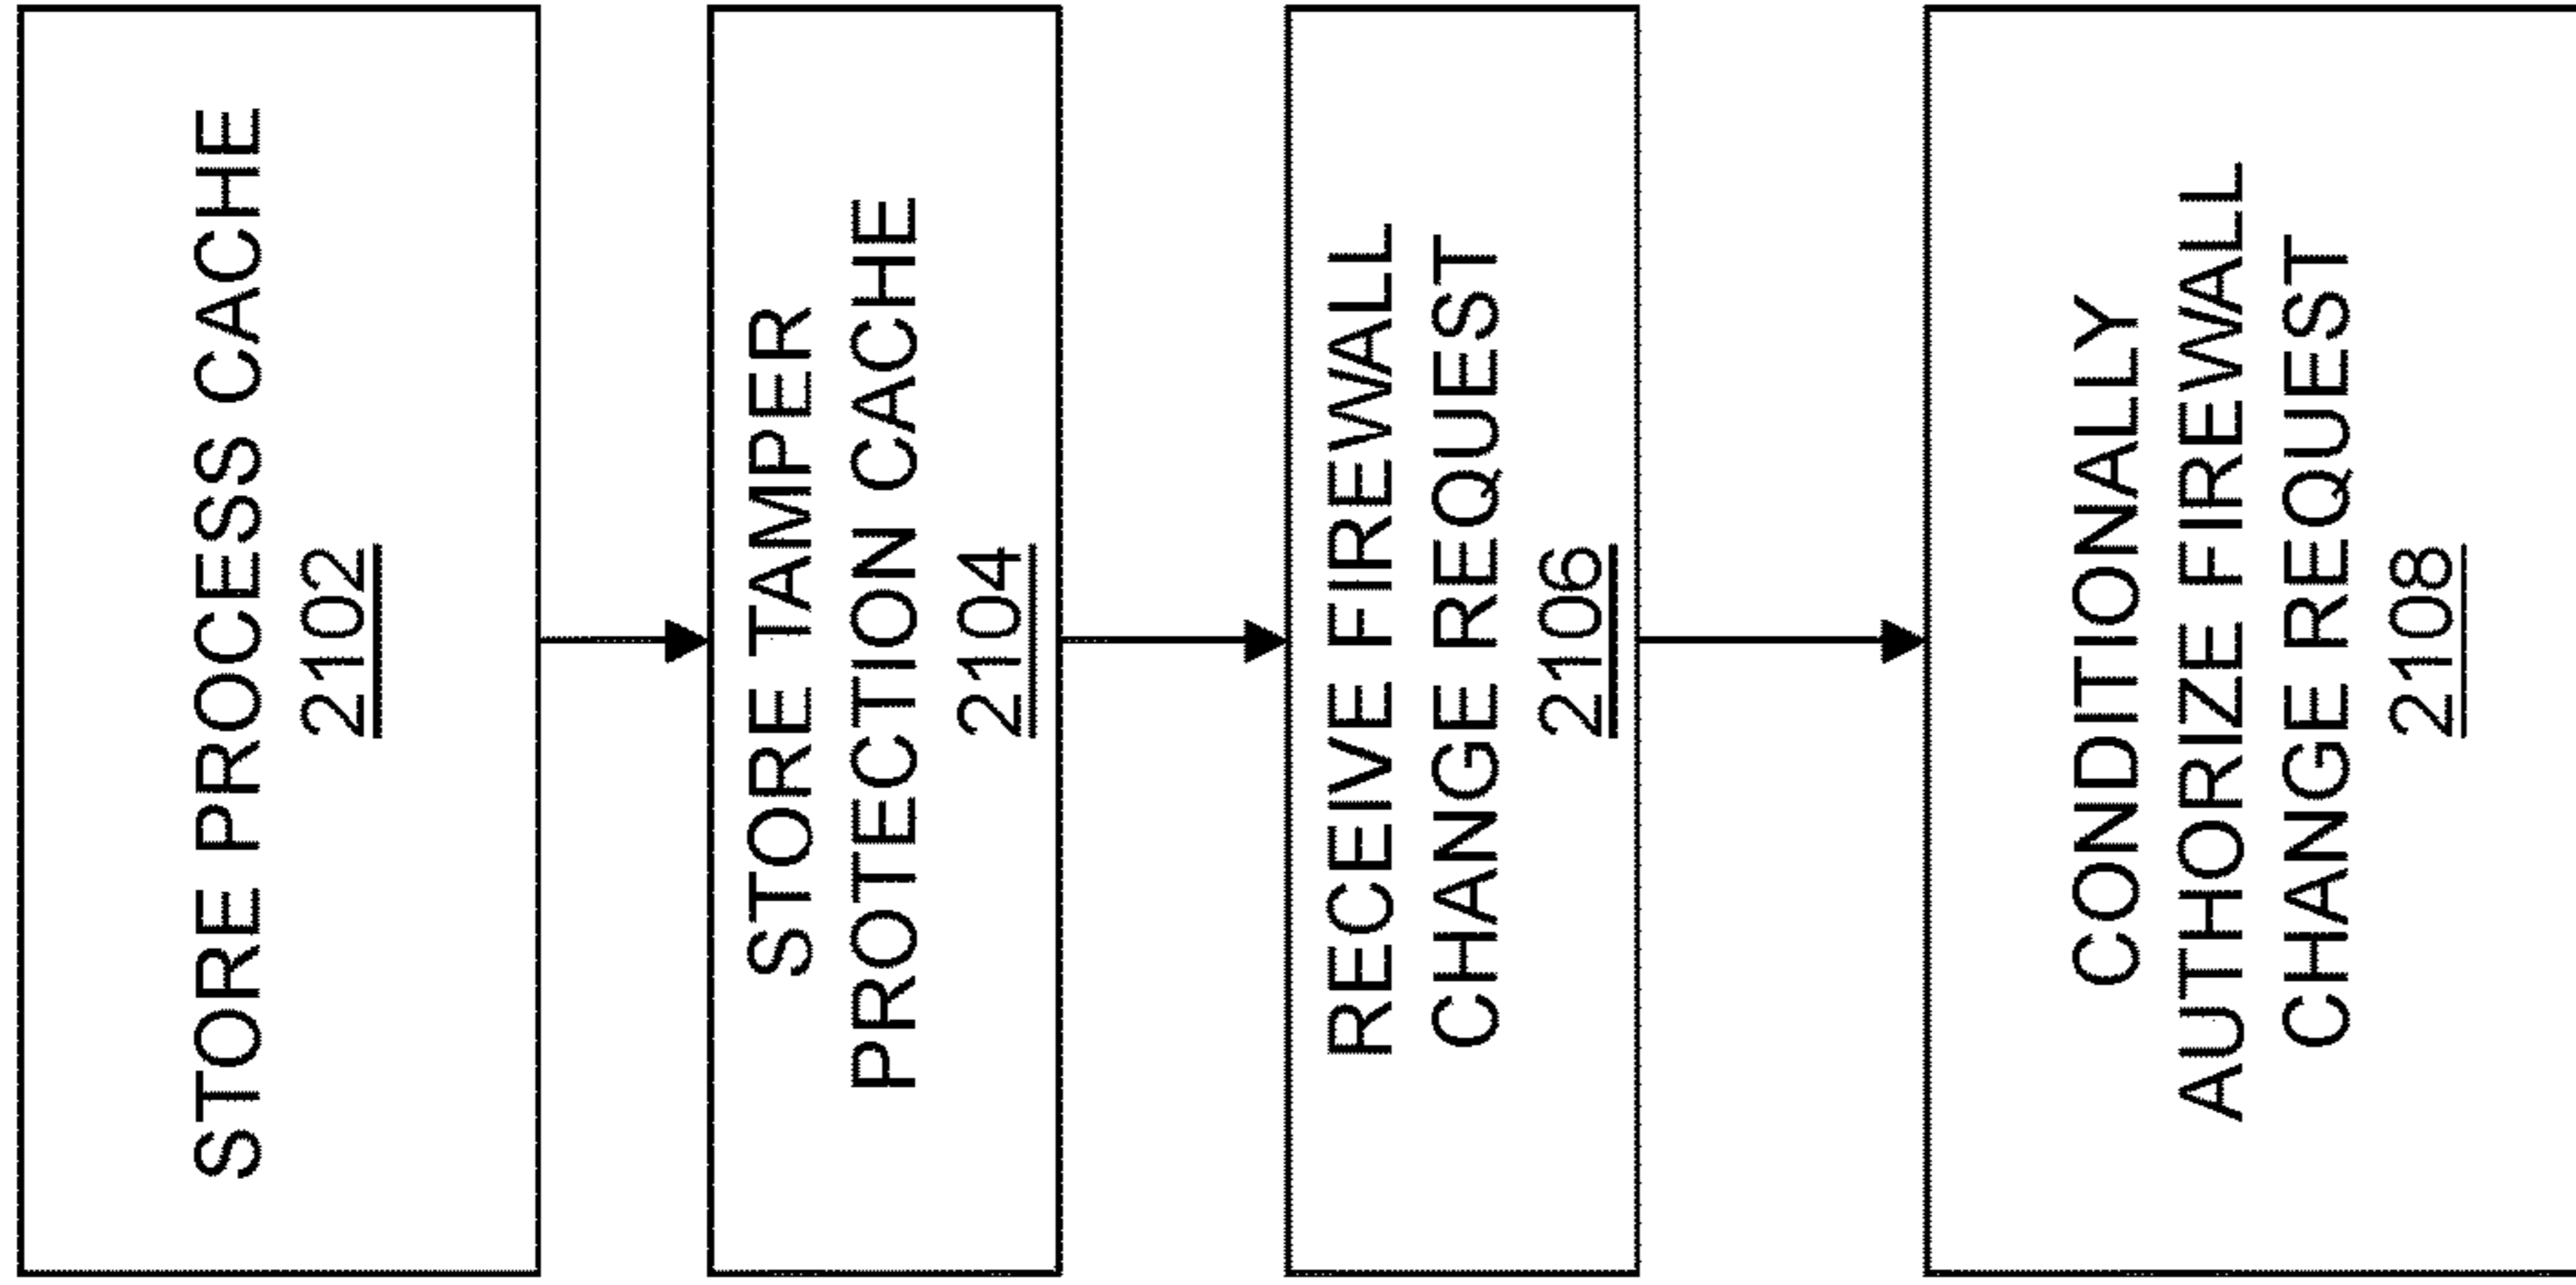 STORE PROCESS CACHE
2102
STORE TAMPER
PROTECTION CACHE
2104
RECEIVE FIREWALL
CHANGE REQUEST
2106
CONDITIONALLY
AUTHORIZE FIREWALL
CHANGE REQUEST
2108